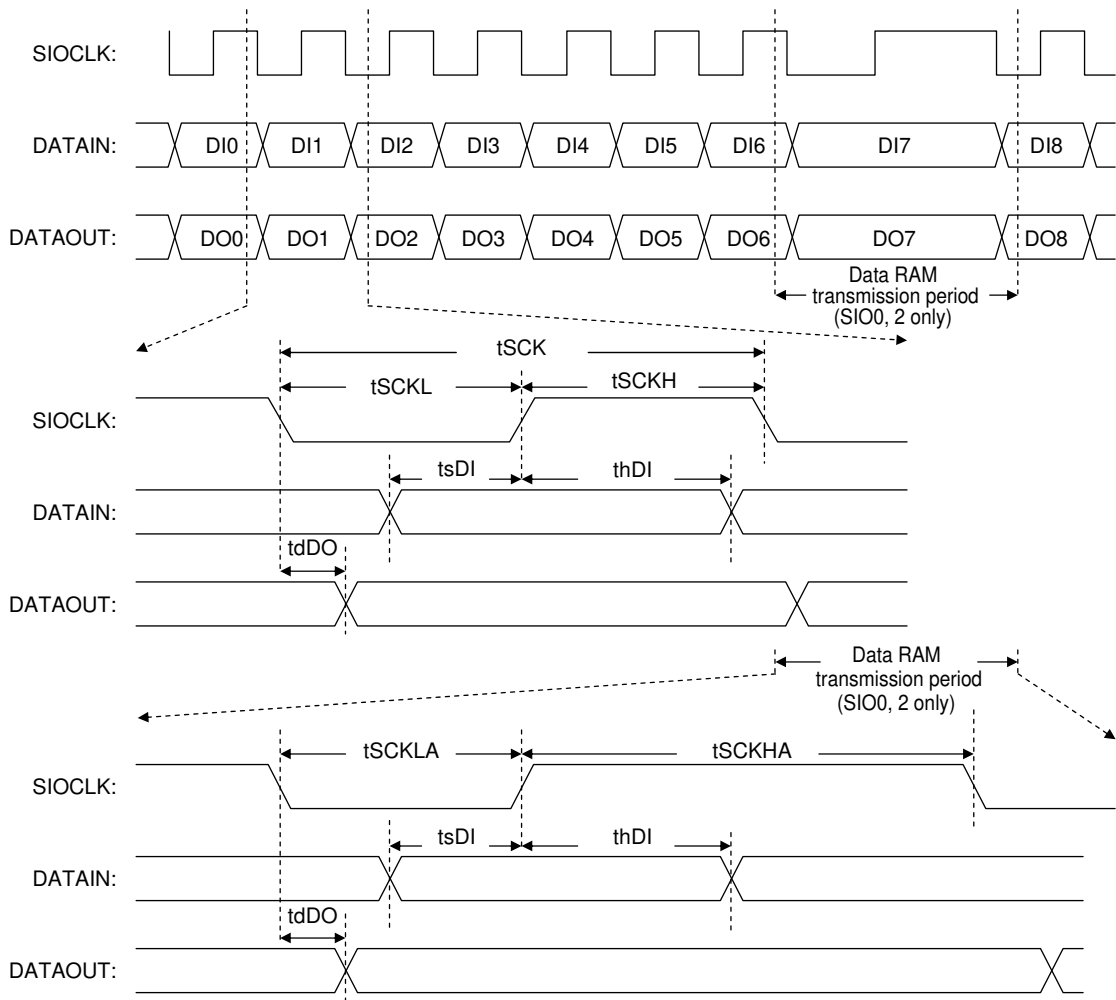 SIOCLK:
DATAIN: DI0 DI1 DI2 DI3 DI4 DI5 DI6 DI7 DI8
DATAOUT: DO0 DO1 DO2 DO3 DO4 DO5 DO6 DO7 DO8
Data RAM
transmission period
(SIO0, 2 only)
tSCK
tSCKL tSCKH
SIOCLK:
tsDI thDI
DATAIN:
tdDO
DATAOUT:
Data RAM
transmission period
(SIO0, 2 only)
tSCKLA tSCKHA
SIOCLK:
tsDI thDI
DATAIN:
tdDO
DATAOUT: